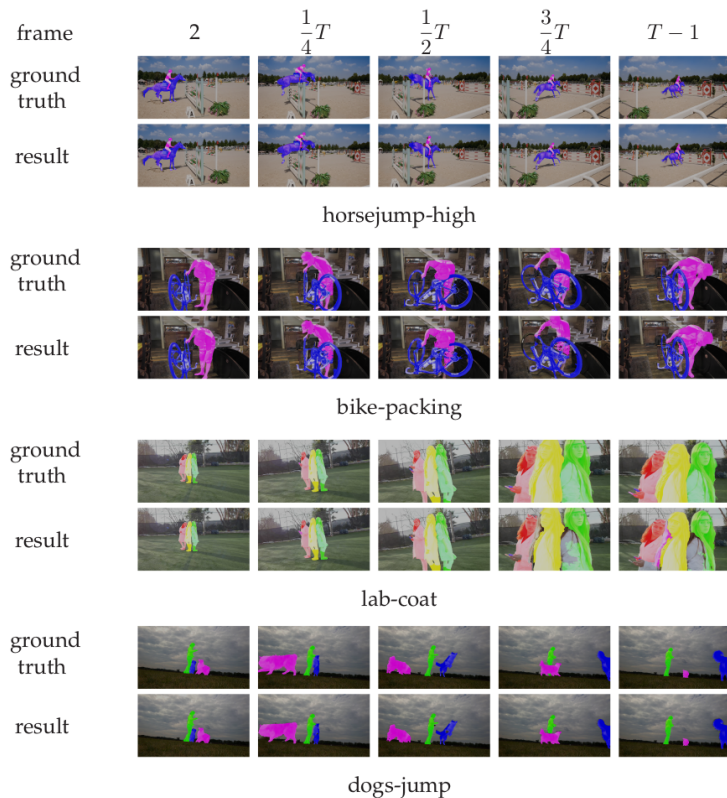 frame 2 1/4 T 1/2 T 3/4 T T − 1
ground
truth
result
horsejump-high
ground
truth
result
bike-packing
ground
truth
result
lab-coat
ground
truth
result
dogs-jump